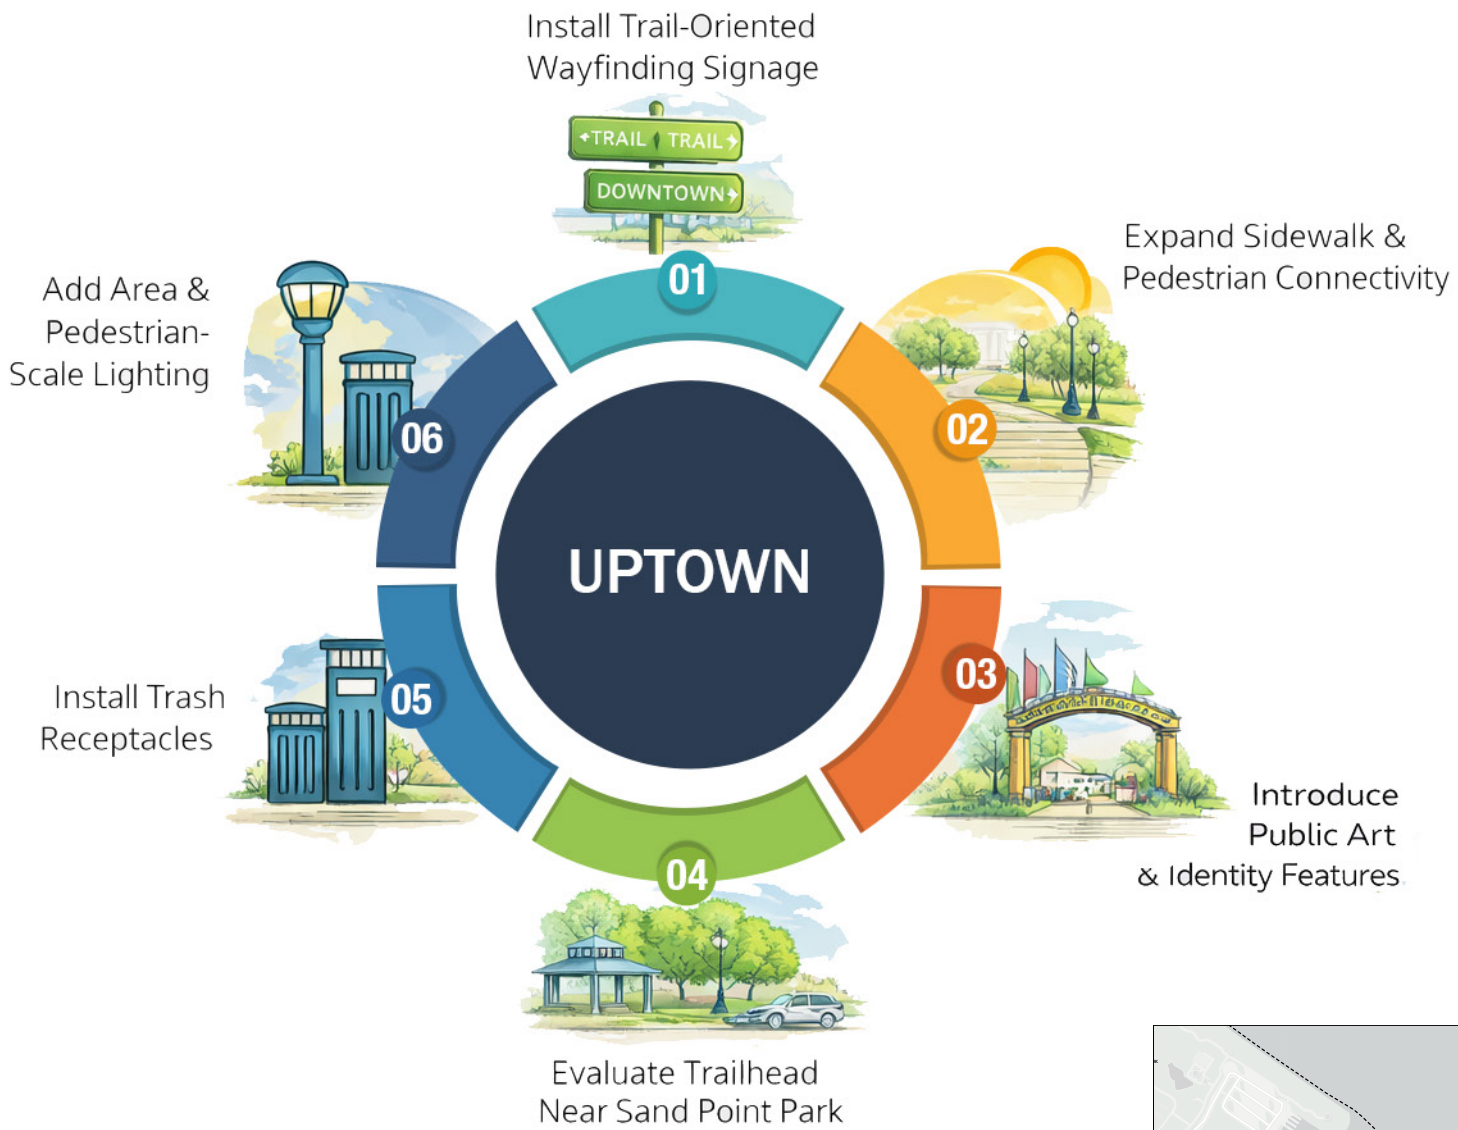 Install Trail-Oriented
Wayfinding Signage
TRAIL TRAIL
DOWNTOWN
01
Expand Sidewalk &
Pedestrian Connectivity
02
Add Area &
Pedestrian-
Scale Lighting
06
UPTOWN
03
Introduce
Public Art
& Identity Features
Install Trash
Receptacles
05
04
Evaluate Trailhead
Near Sand Point Park